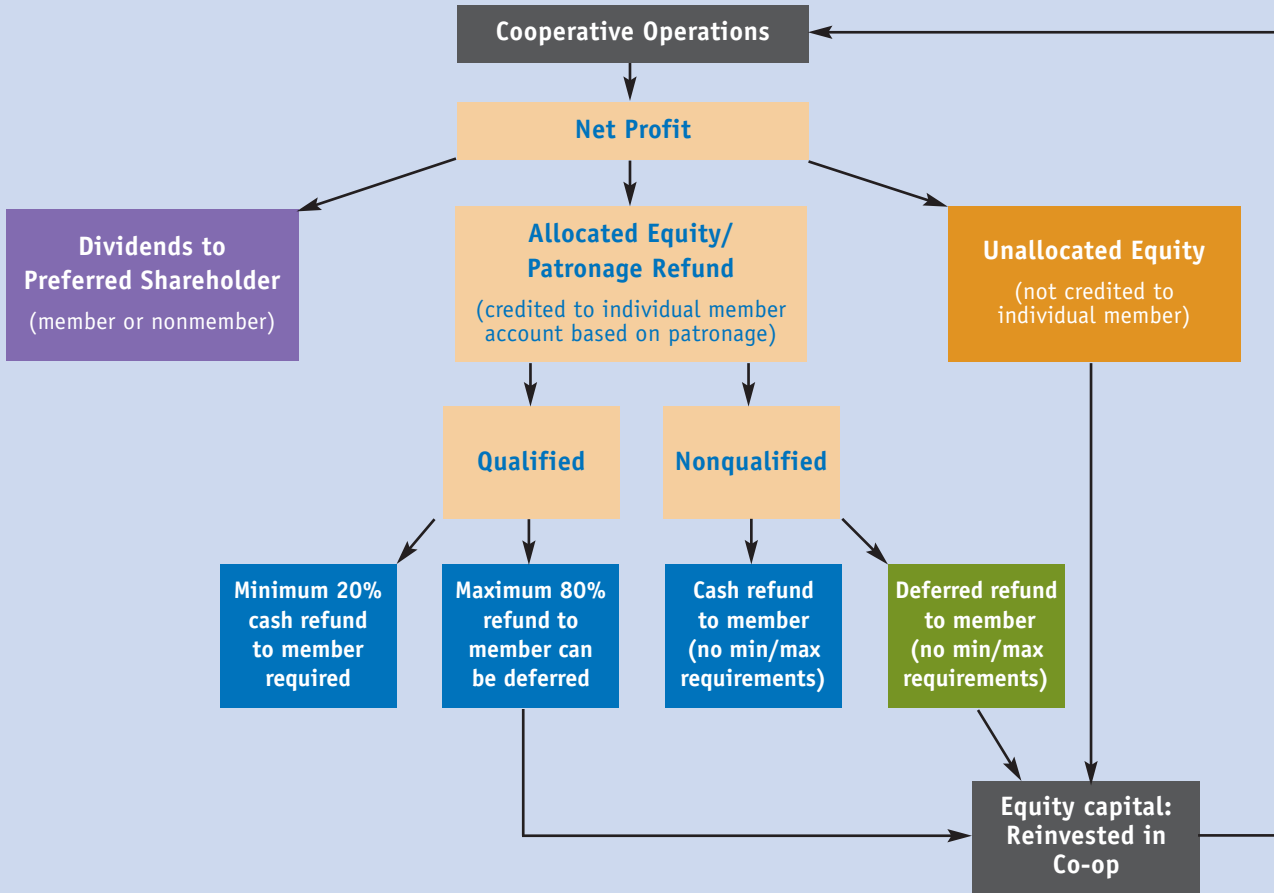 Cooperative Operations
Net Profit
Dividends to
Preferred Shareholder
(member or nonmember)
Allocated Equity/
Patronage Refund
(credited to individual member
account based on patronage)
Unallocated Equity
(not credited to
individual member)
Qualified
Nonqualified
Minimum 20%
cash refund
to member
required
Maximum 80%
refund to
member can
be deferred
Cash refund
to member
(no min/max
requirements)
Deferred refund
to member
(no min/max
requirements)
Equity capital:
Reinvested in
Co-op